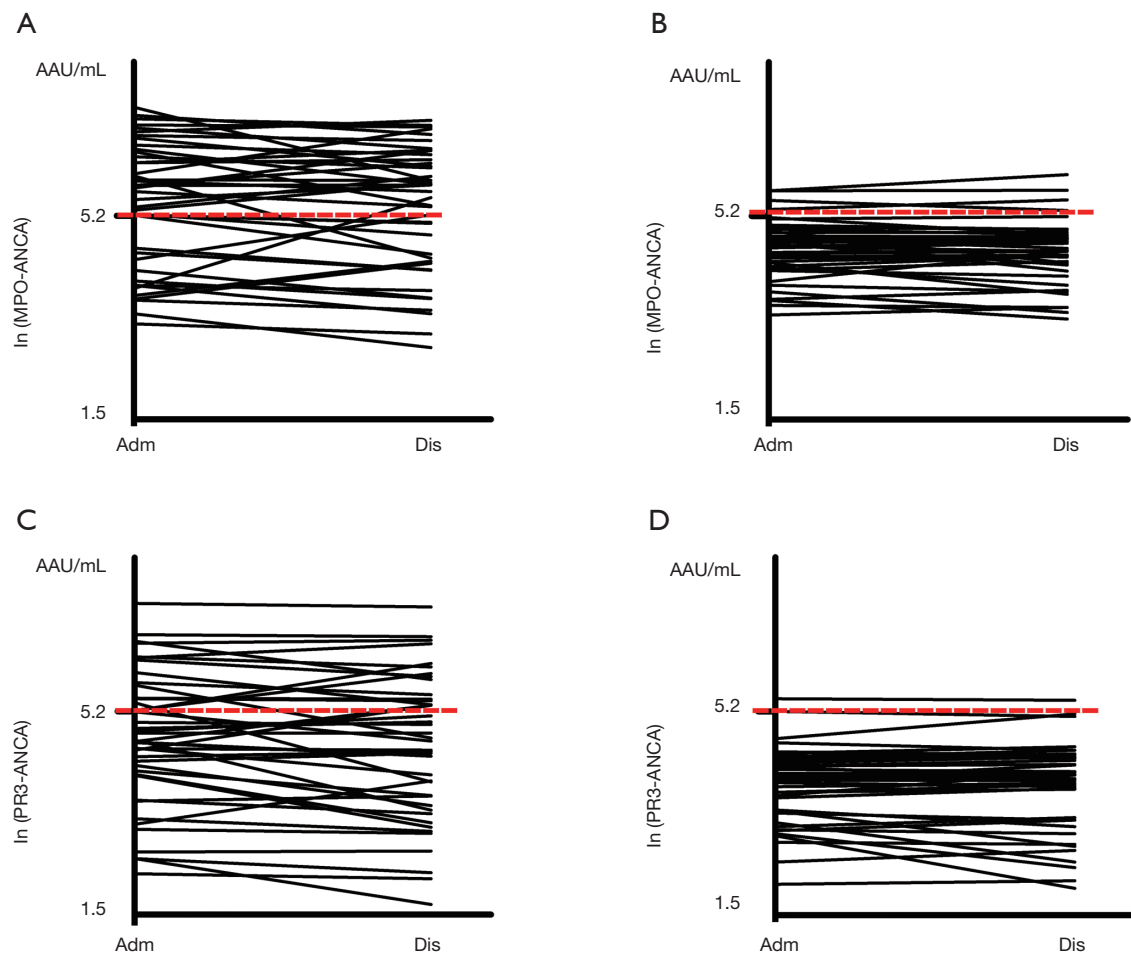 A
AAU/mL
5.2
ln (MPO-ANCA)
1.5
Adm
Dis
B
AAU/mL
5.2
ln (MPO-ANCA)
1.5
Adm
Dis
C
AAU/mL
5.2
ln (PR3-ANCA)
1.5
Adm
Dis
D
AAU/mL
5.2
ln (PR3-ANCA)
1.5
Adm
Dis